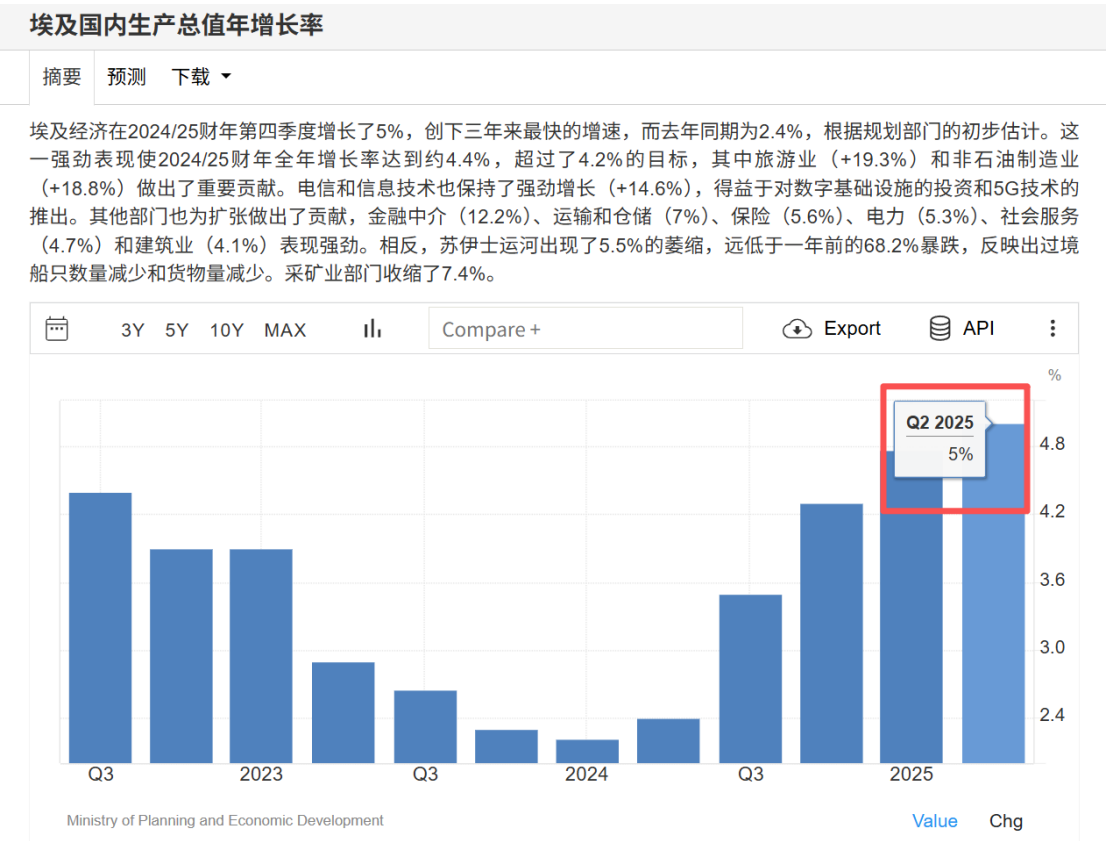 埃及国内生产总值年增长率
摘要 预测 下载
埃及经济在2024/25财年第四季度增长了5%，创下三年来最快的增速，而去年同期为2.4%，根据规划部门的初步估计。这
一强劲表现使2024/25财年全年增长率达到约4.4%，超过了4.2%的目标，其中旅游业（+19.3%）和非石油制造业
（+18.8%）做出了重要贡献。电信和信息技术也保持了强劲增长（+14.6%），得益于对数字基础设施的投资和5G技术的
推出。其他部门也为扩张做出了贡献，金融中介（12.2%）、运输和仓储（7%）、保险（5.6%）、电力（5.3%）、社会服务
（4.7%）和建筑业（4.1%）表现强劲。相反，苏伊士运河出现了5.5%的萎缩，远低于一年前的68.2%暴跌，反映出过境
船只数量减少和货物量减少。采矿业部门收缩了7.4%。
3Y 5Y 10Y MAX Compare + Export API
%
Q2 2025
5%
4.8
4.2
3.6
3.0
2.4
Q3 2023 Q3 2024 Q3 2025
Ministry of Planning and Economic Development Value Chg